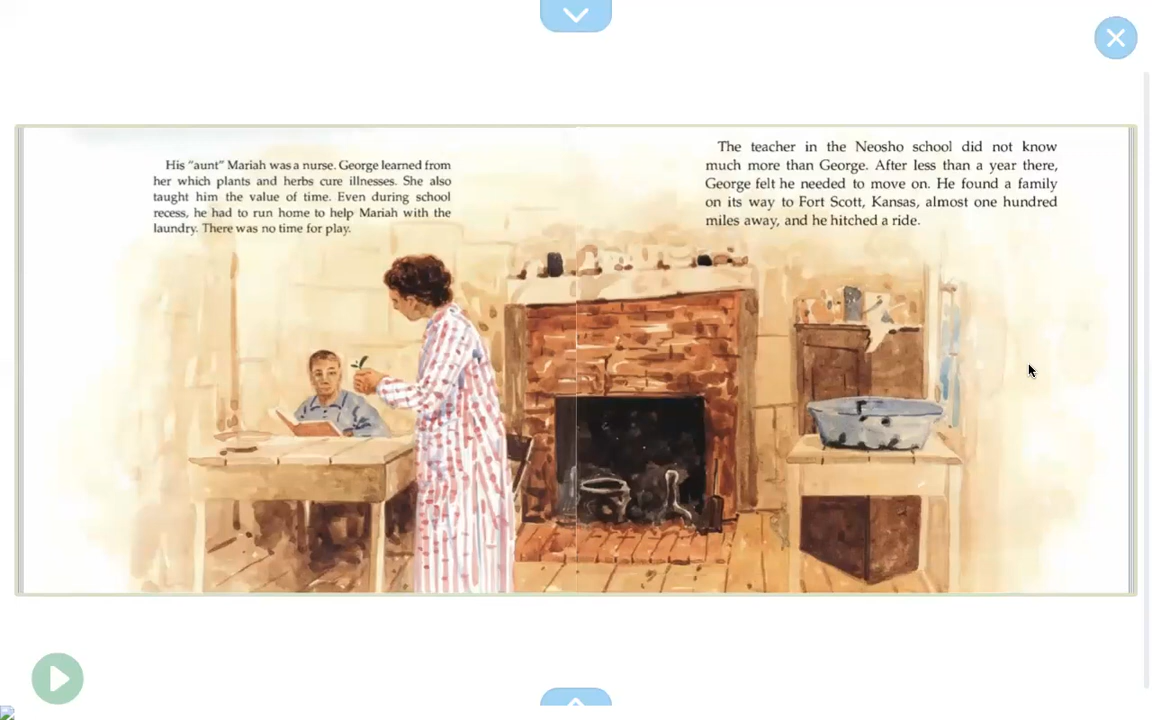 His “aunt” Mariah was a nurse. George learned from
her which plants and herbs cure illnesses. She also
taught him the value of time. Even during school
recess, he had to run home to help Mariah with the
laundry. There was no time for play.
The teacher in the Neosho school did not know
much more than George. After less than a year there,
George felt he needed to move on. He found a family
on its way to Fort Scott, Kansas, almost one hundred
miles away, and he hitched a ride.